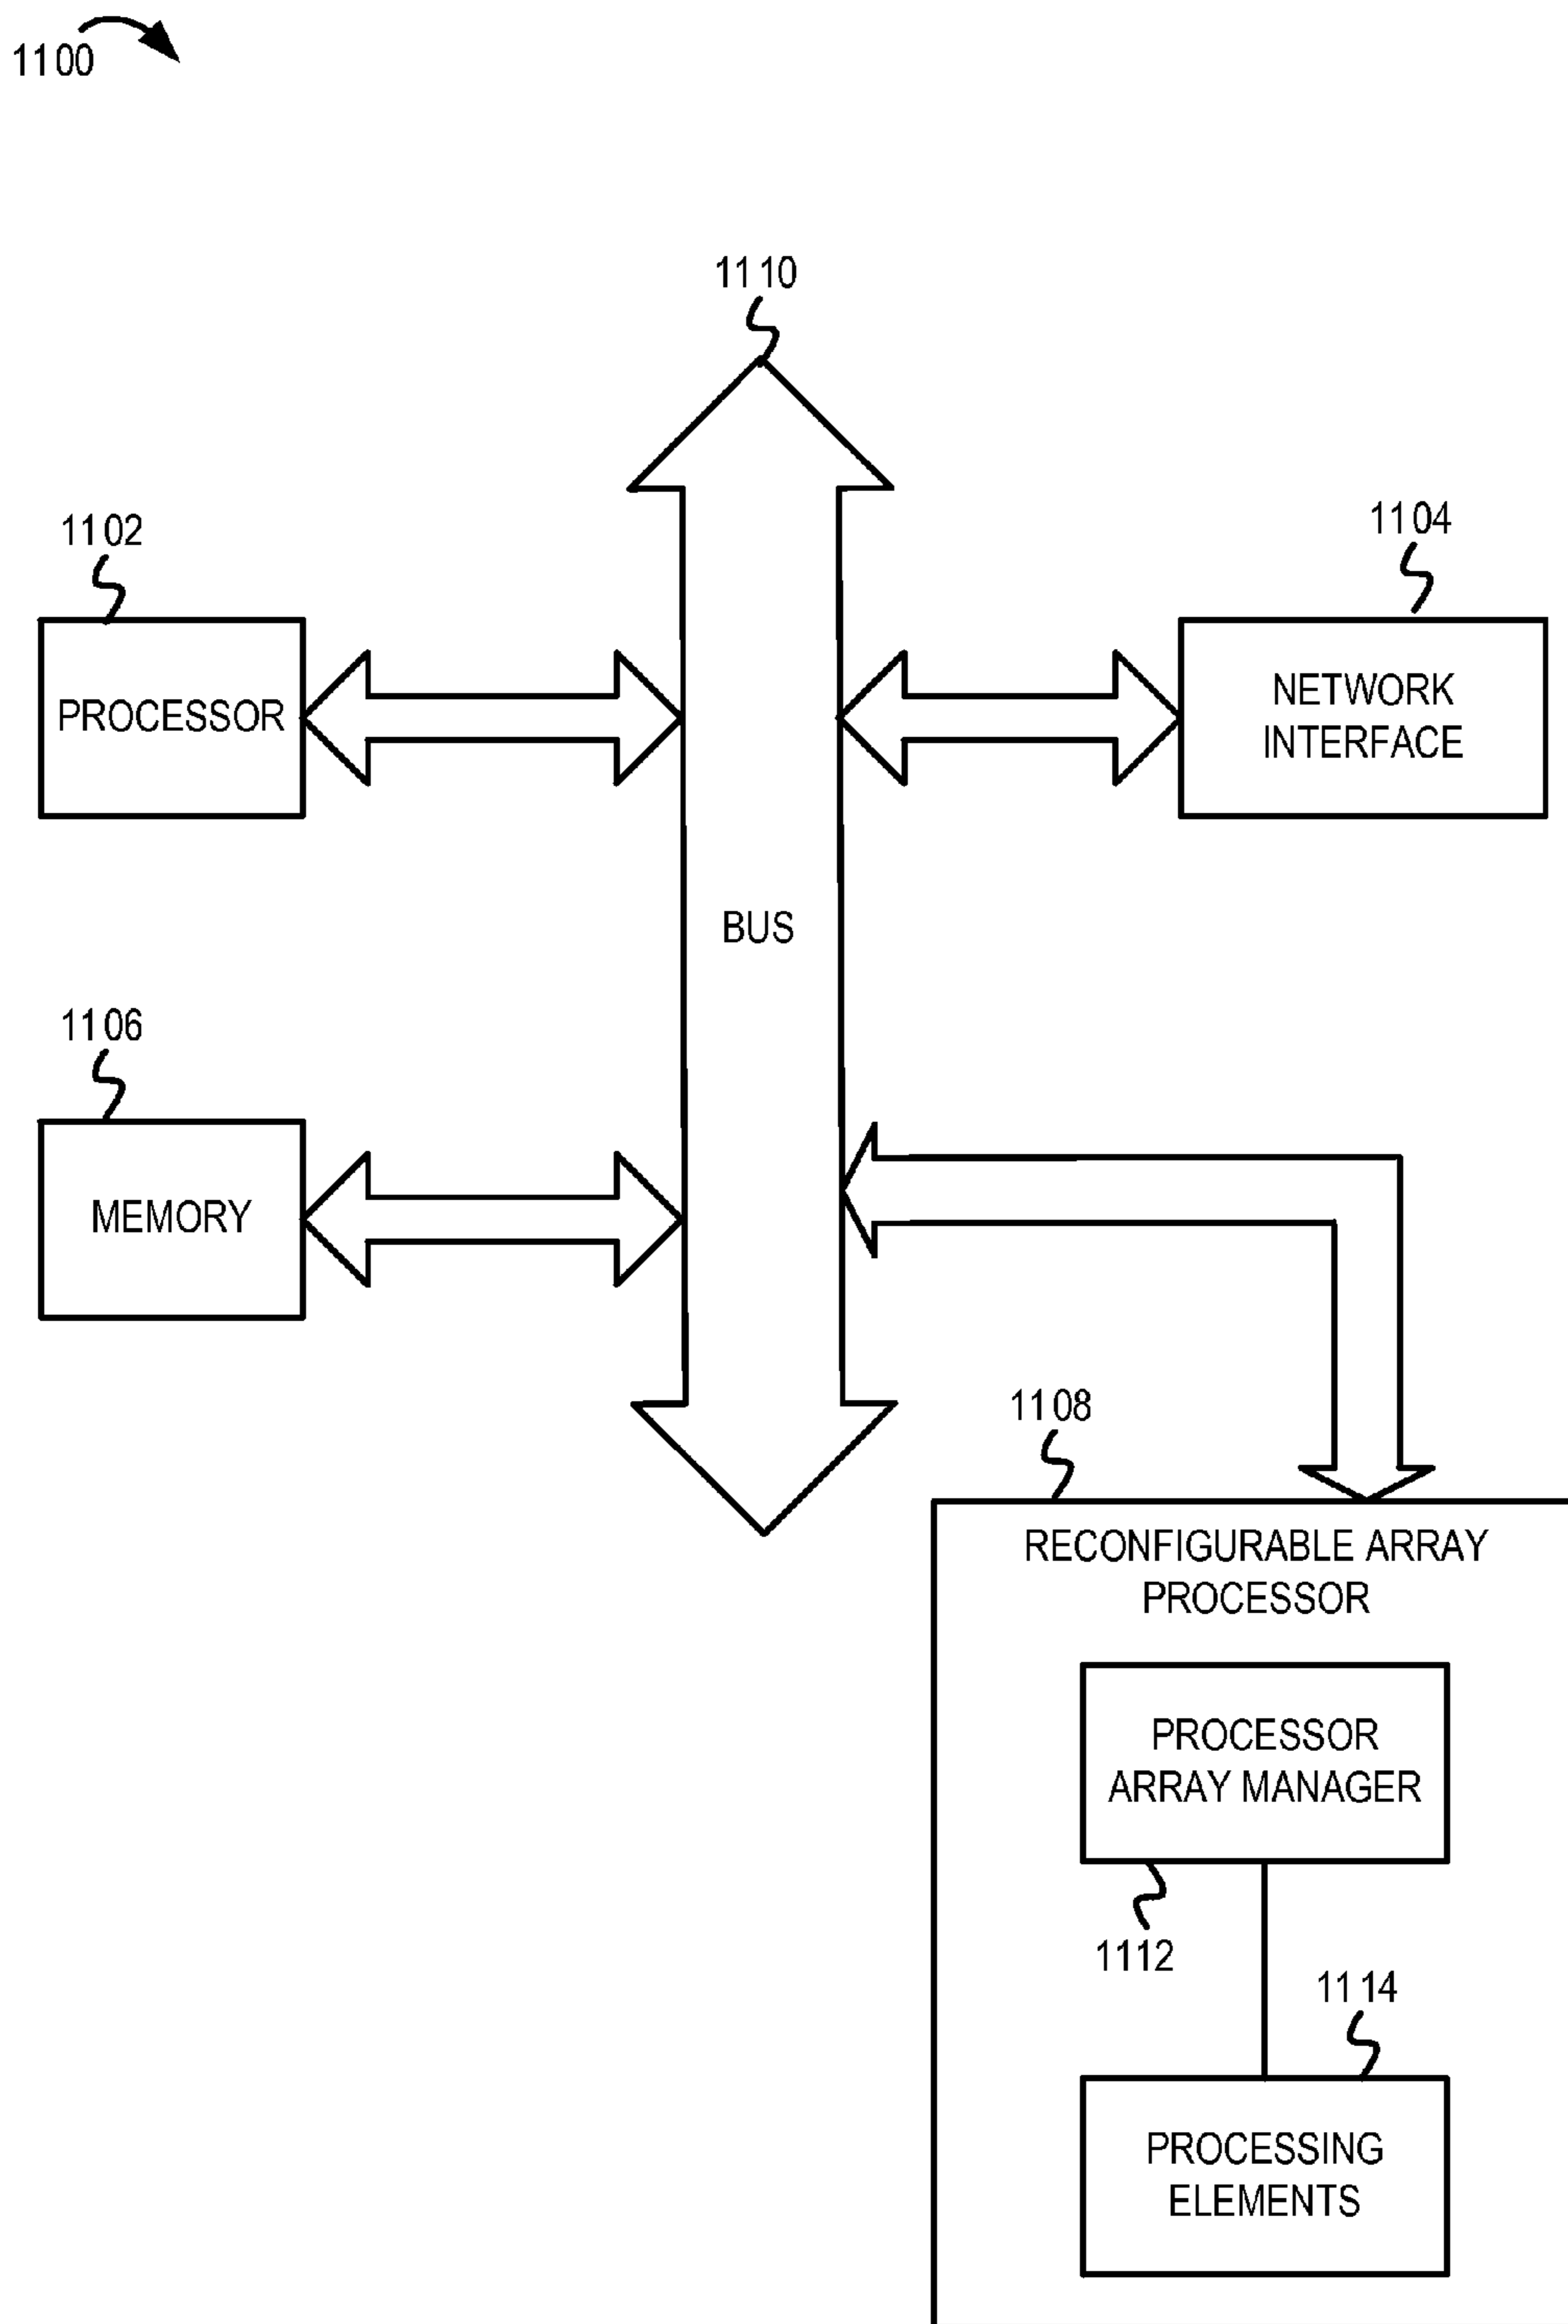 1100
1110
1102
1104
PROCESSOR
NETWORK
INTERFACE
BUS
1106
MEMORY
1108
RECONFIGURABLE ARRAY
PROCESSOR
PROCESSOR
ARRAY MANAGER
1112
1114
PROCESSING
ELEMENTS